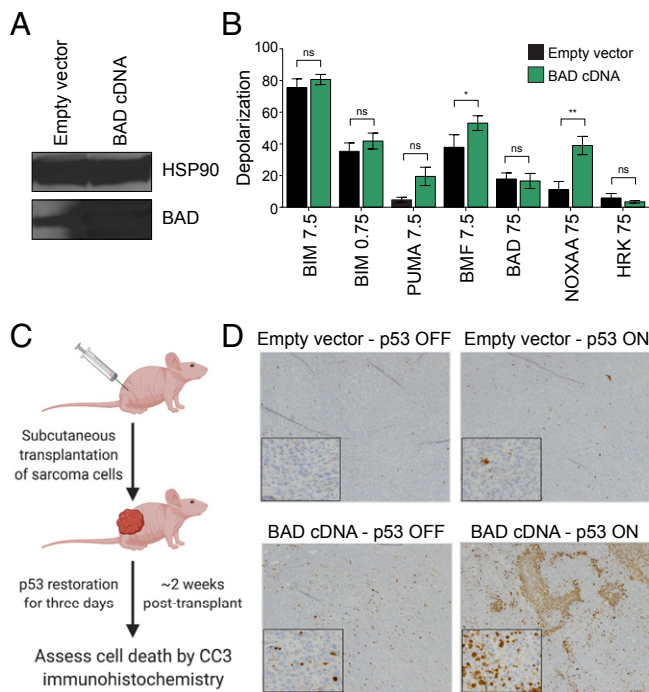 A
Empty vector
BAD cDNA
HSP90
BAD
B
Depolarization
100
80
60
40
20
0
ns
ns
ns
*
ns
**
ns
Empty vector
BAD cDNA
BIM 7.5
BIM 0.75
PUMA 7.5
BMF 7.5
BAD 75
NOXAA 75
HRK 75
C
Subcutaneous
transplantation
of sarcoma cells
p53 restoration
for three days
~2 weeks
post-transplant
Assess cell death by CC3
immunohistochemistry
D
Empty vector - p53 OFF
Empty vector - p53 ON
BAD cDNA - p53 OFF
BAD cDNA - p53 ON